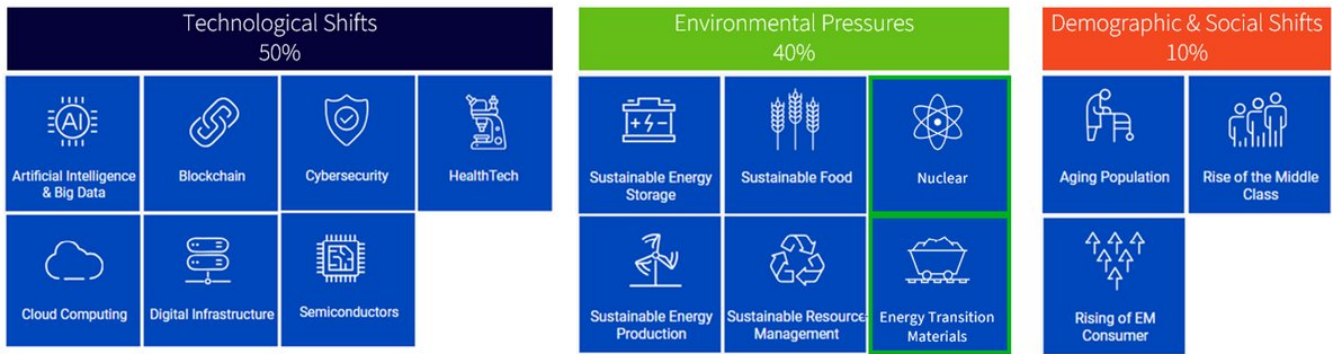 Technological Shifts
50%
Environmental Pressures
40%
Demographic & Social Shifts
10%
AI
Artificial Intelligence
& Big Data
Blockchain
Cybersecurity
HealthTech
Cloud Computing
Digital Infrastructure
Semiconductors
Sustainable Energy
Storage
Sustainable Food
Nuclear
Sustainable Energy
Production
Sustainable Resource
Management
Energy Transition
Materials
Aging Population
Rise of the Middle
Class
Rising of EM
Consumer